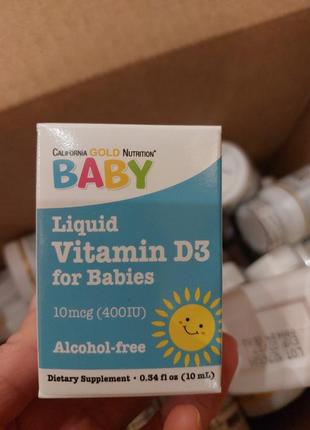 CALIFORNIA GOLD NUTRITION®
BABY
Liquid
Vitamin D3
for Babies
10mcg (400IU)
Alcohol-free
Dietary Supplement • 0.34 fl oz (10 mL)
LOT